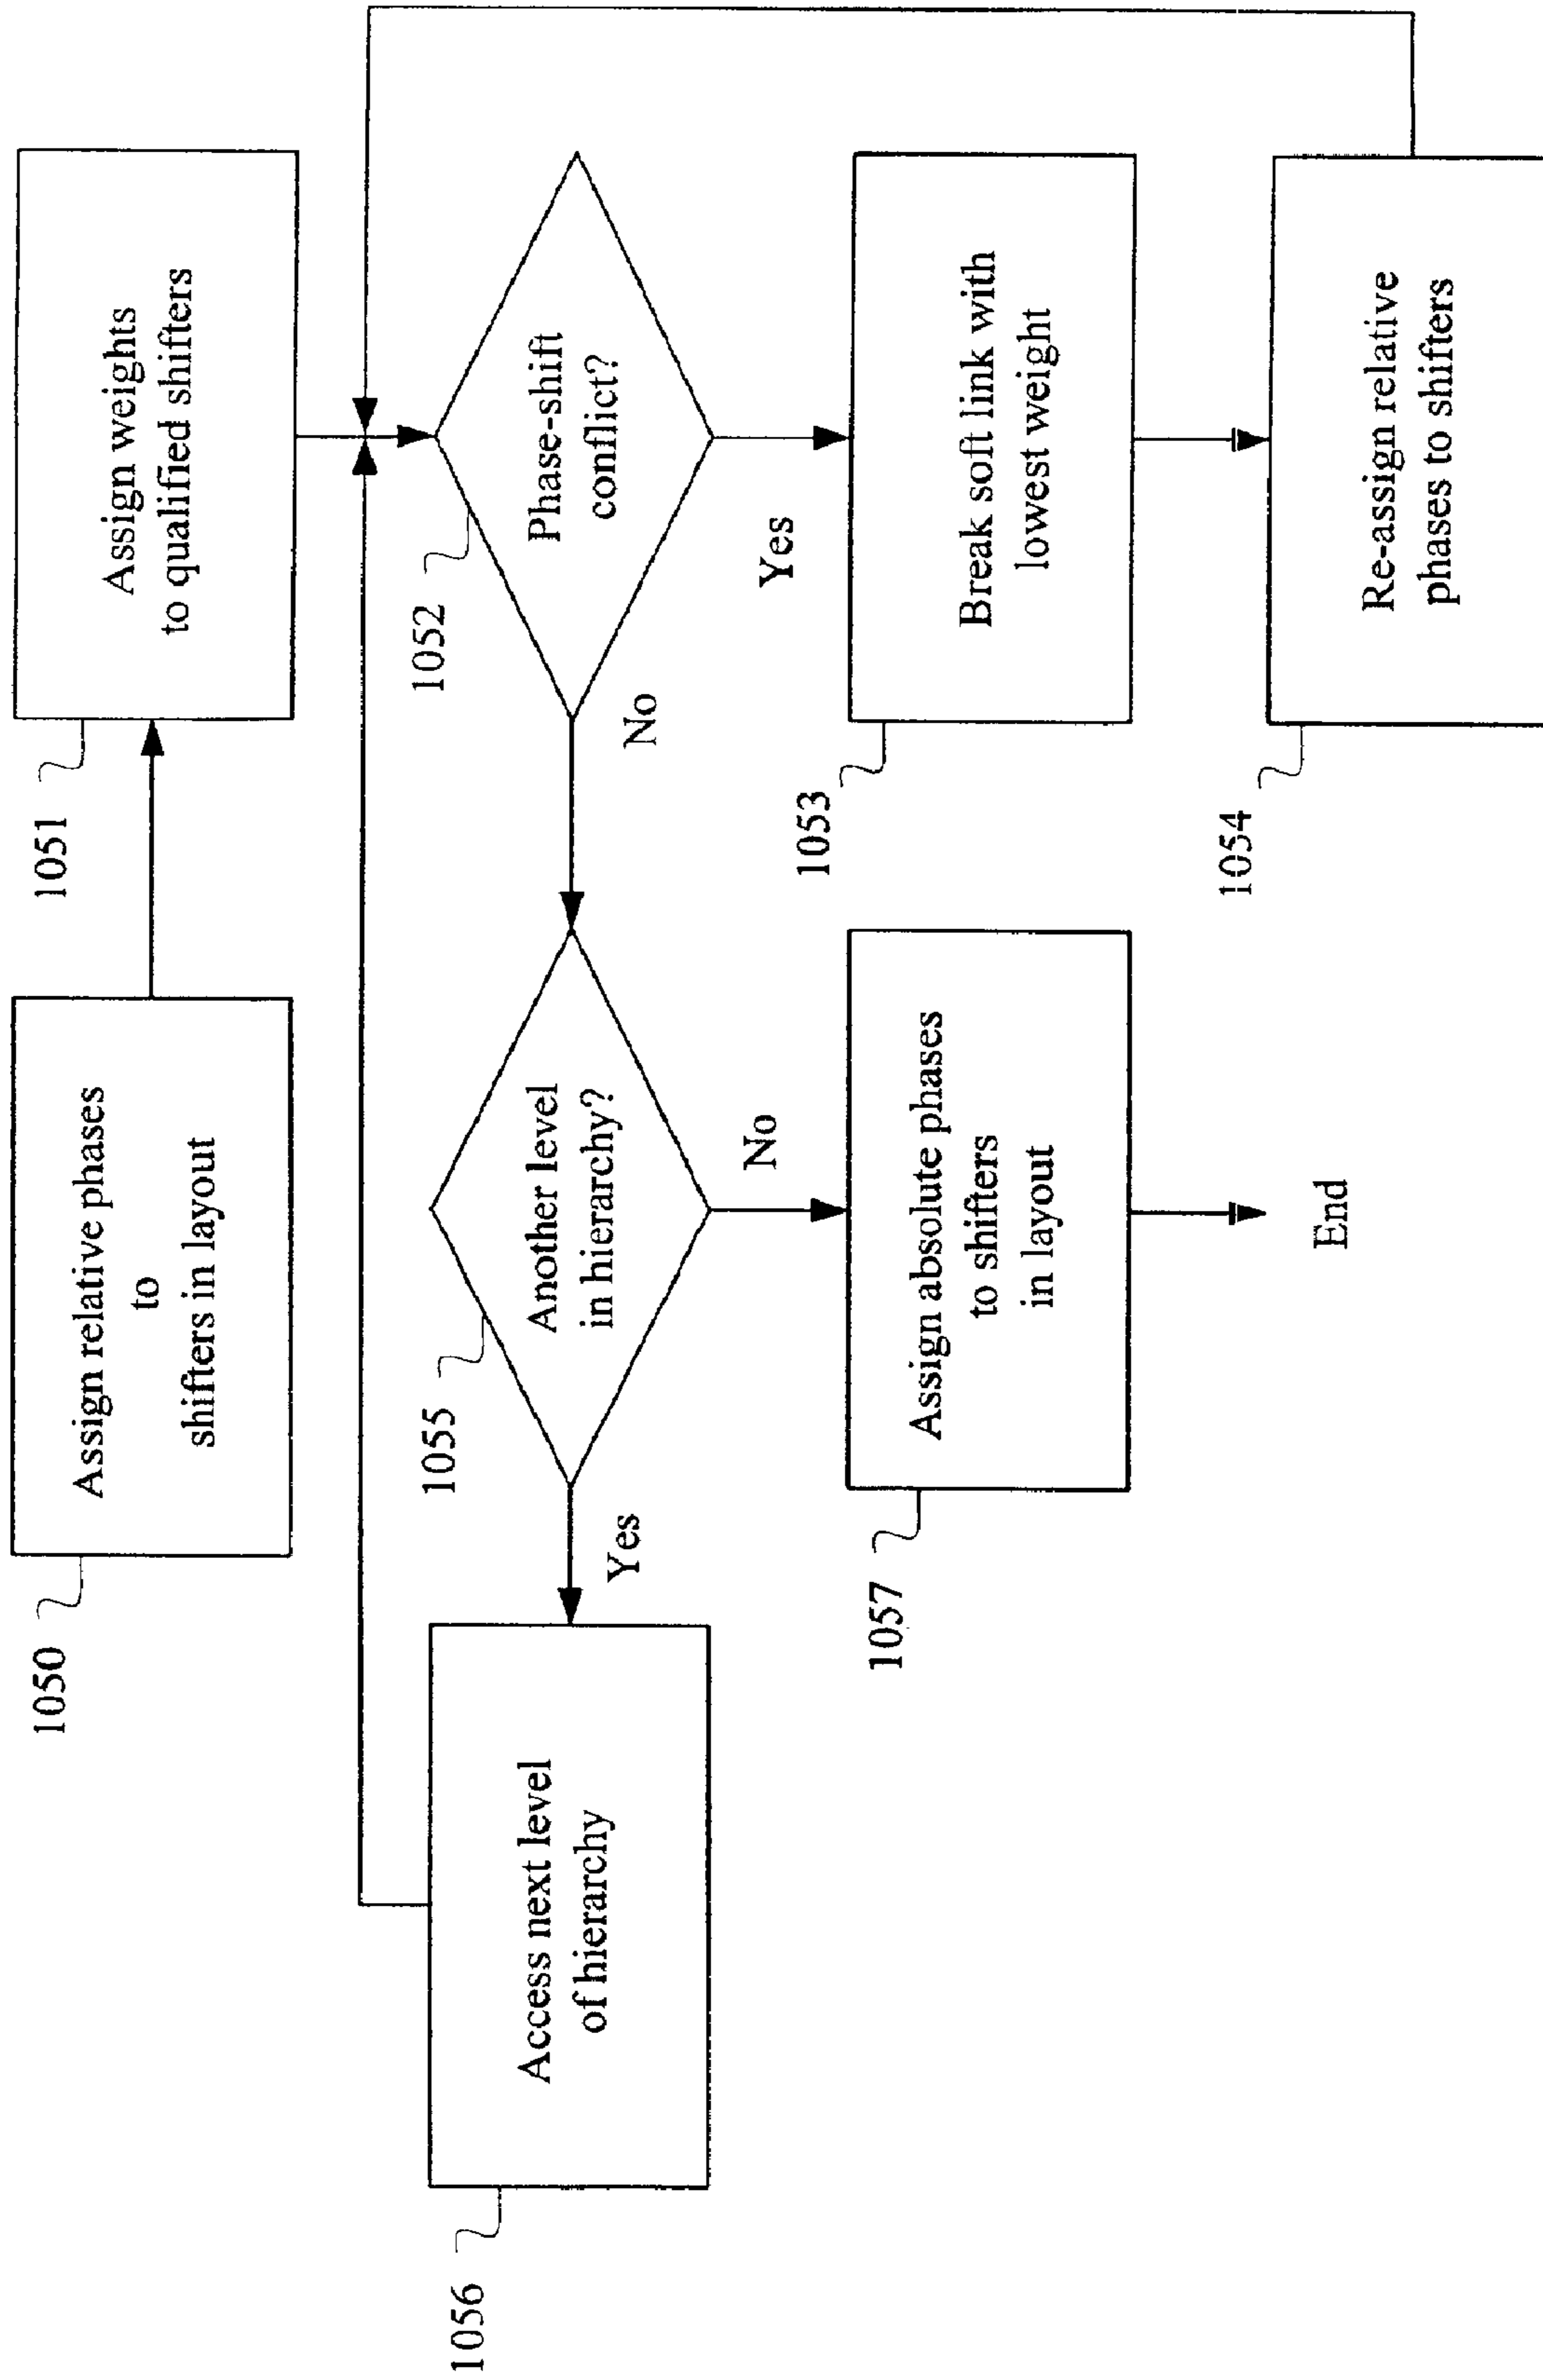 1050
Assign relative phases
to
shifters in layout
1051
Assign weights
to qualified shifters
1052
Phase-shift
conflict?
No
Yes
1053
Break soft link with
lowest weight
1054
Re-assign relative
phases to shifters
1055
Another level
in hierarchy?
Yes
No
1056
Access next level
of hierarchy
1057
Assign absolute phases
to shifters
in layout
End